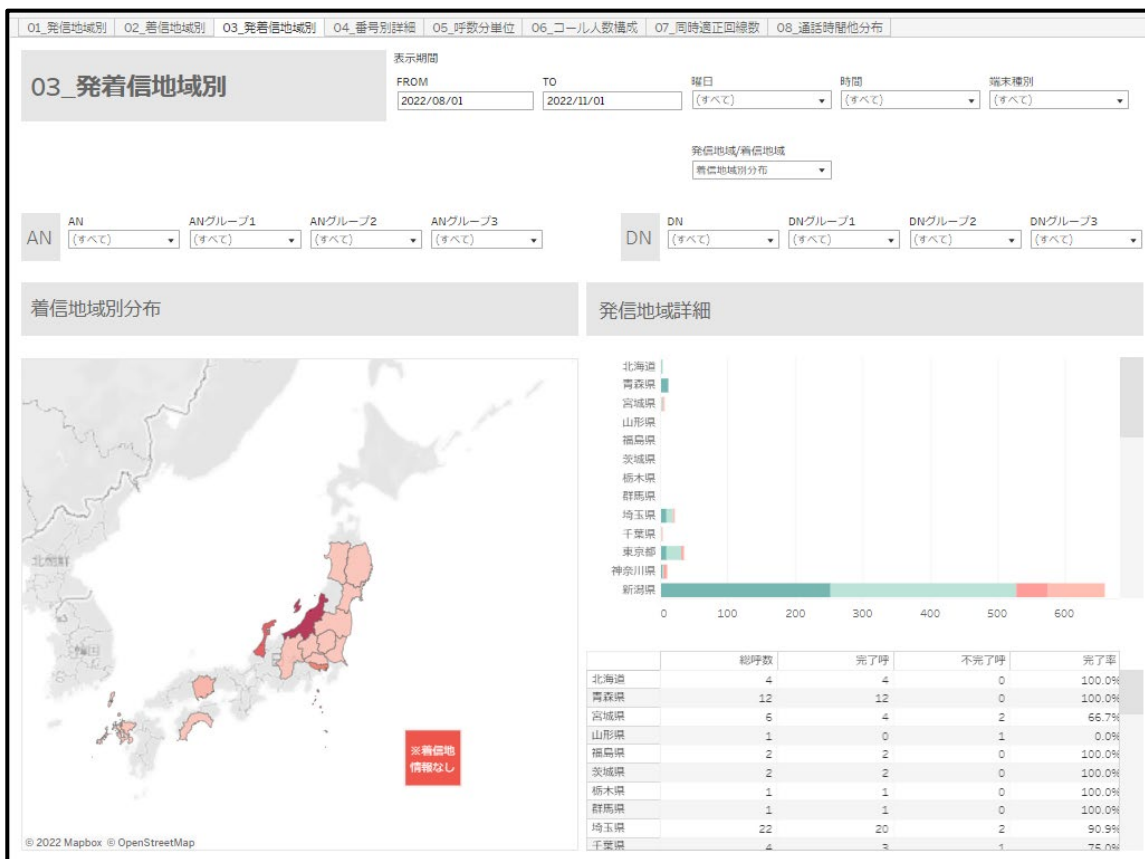 01_発信地域別 02_着信地域別 03_発着信地域別 04_番号別詳細 05_呼数分単位 06_コール人数構成 07_同時適正回線数 08_通話時間他分布
表示期間
03_発着信地域別
FROM TO 曜日 時間 端末種別
2022/08/01 2022/11/01 (すべて) (すべて) (すべて)
発信地域/着信地域
着信地域別分布
AN
AN ANグループ1 ANグループ2 ANグループ3
(すべて) (すべて) (すべて) (すべて)
DN
DN DNグループ1 DNグループ2 DNグループ3
(すべて) (すべて) (すべて) (すべて)
着信地域別分布
北朝鮮
韓国
※着信地
情報なし
© 2022 Mapbox © OpenStreetMap
発信地域詳細
北海道
青森県
宮城県
山形県
福島県
茨城県
栃木県
群馬県
埼玉県
千葉県
東京都
神奈川県
新潟県
0 100 200 300 400 500 600
総呼数 完了呼 不完了呼 完了率
北海道 4 4 0 100.0%
青森県 12 12 0 100.0%
宮城県 6 4 2 66.7%
山形県 1 0 1 0.0%
福島県 2 2 0 100.0%
茨城県 2 2 0 100.0%
栃木県 1 1 0 100.0%
群馬県 1 1 0 100.0%
埼玉県 22 20 2 90.9%
千葉県 4 3 1 75.0%